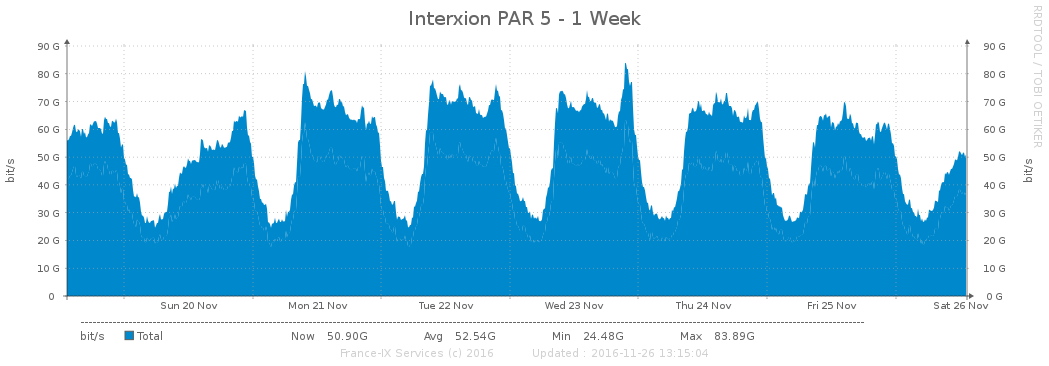 Interxion PAR 5 - 1 Week
RRDTOOL / TOBI OETIKER
bit/s
90 G
80 G
70 G
60 G
50 G
40 G
30 G
20 G
10 G
0
90 G
80 G
70 G
60 G
50 G
40 G
30 G
20 G
10 G
0 G
bit/s
Sun 20 Nov Mon 21 Nov Tue 22 Nov Wed 23 Nov Thu 24 Nov Fri 25 Nov Sat 26 Nov
bit/s Total Now 50.90G Avg 52.54G Min 24.48G Max 83.89G
France-IX Services (c) 2016 Updated : 2016-11-26 13:15:04